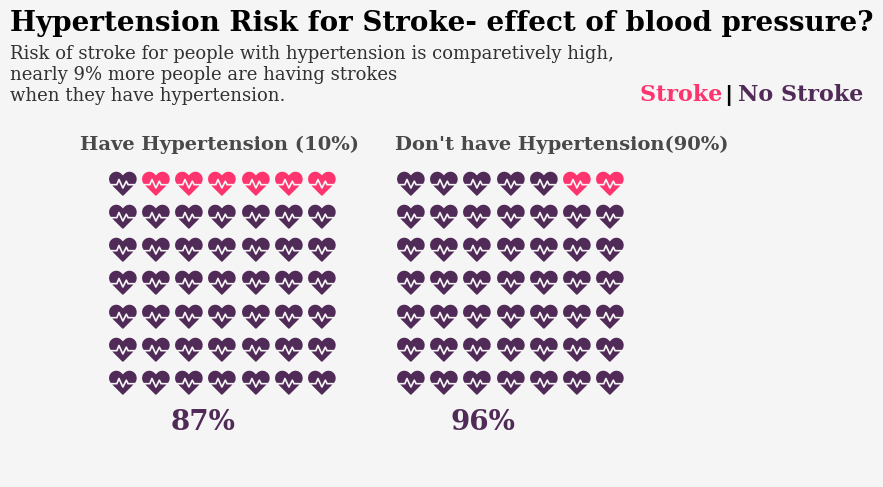 Hypertension Risk for Stroke- effect of blood pressure?
Risk of stroke for people with hypertension is comparetively high,
nearly 9% more people are having strokes
when they have hypertension.
Stroke | No Stroke
Have Hypertension (10%)
Don't have Hypertension(90%)
87%
96%